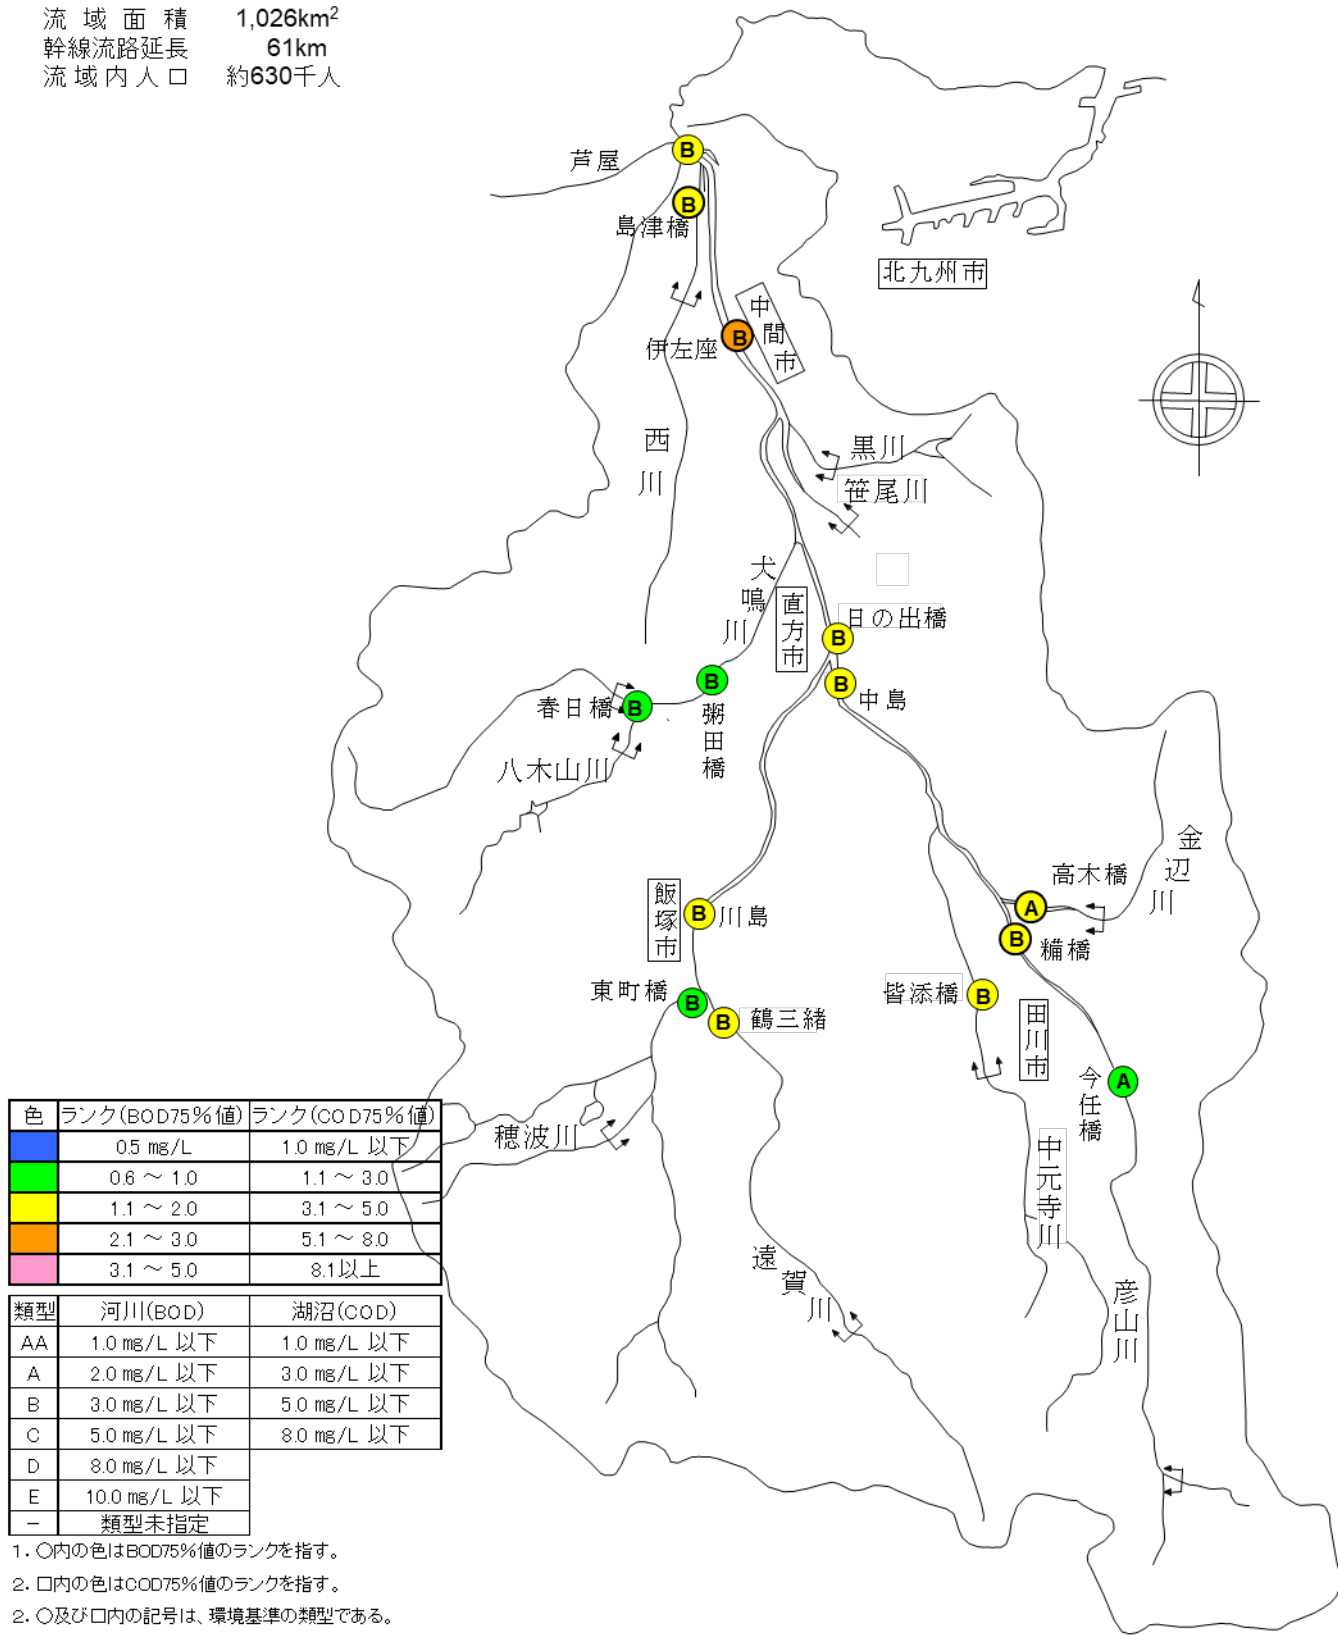 流域面積 1,026km²
幹線流路延長 61km
流域内人口 約630千人
芦屋
B
B
島津橋
北九州市
中間市
B
伊左座
西川
黒川
笹尾川
犬鳴川
直方市
日の出橋
B
B
中島
B
粥田橋
春日橋
B
八木山川
金辺川
高木橋
A
飯塚市
B
川島
B
糒橋
東町橋
B
B
鶴三緒
皆添橋
B
田川市
今任橋
A
穂波川
中元寺川
遠賀川
彦山川
色 ランク(BOD75%値) ランク(COD75%値)
0.5 mg/L 1.0 mg/L 以下
0.6 ～ 1.0 1.1 ～ 3.0
1.1 ～ 2.0 3.1 ～ 5.0
2.1 ～ 3.0 5.1 ～ 8.0
3.1 ～ 5.0 8.1以上
類型 河川(BOD) 湖沼(COD)
AA 1.0 mg/L 以下 1.0 mg/L 以下
A 2.0 mg/L 以下 3.0 mg/L 以下
B 3.0 mg/L 以下 5.0 mg/L 以下
C 5.0 mg/L 以下 8.0 mg/L 以下
D 8.0 mg/L 以下
E 10.0 mg/L 以下
－ 類型未指定
1. ○内の色はBOD75%値のランクを指す。
2. 口内の色はCOD75%値のランクを指す。
2. ○及び口内の記号は、環境基準の類型である。